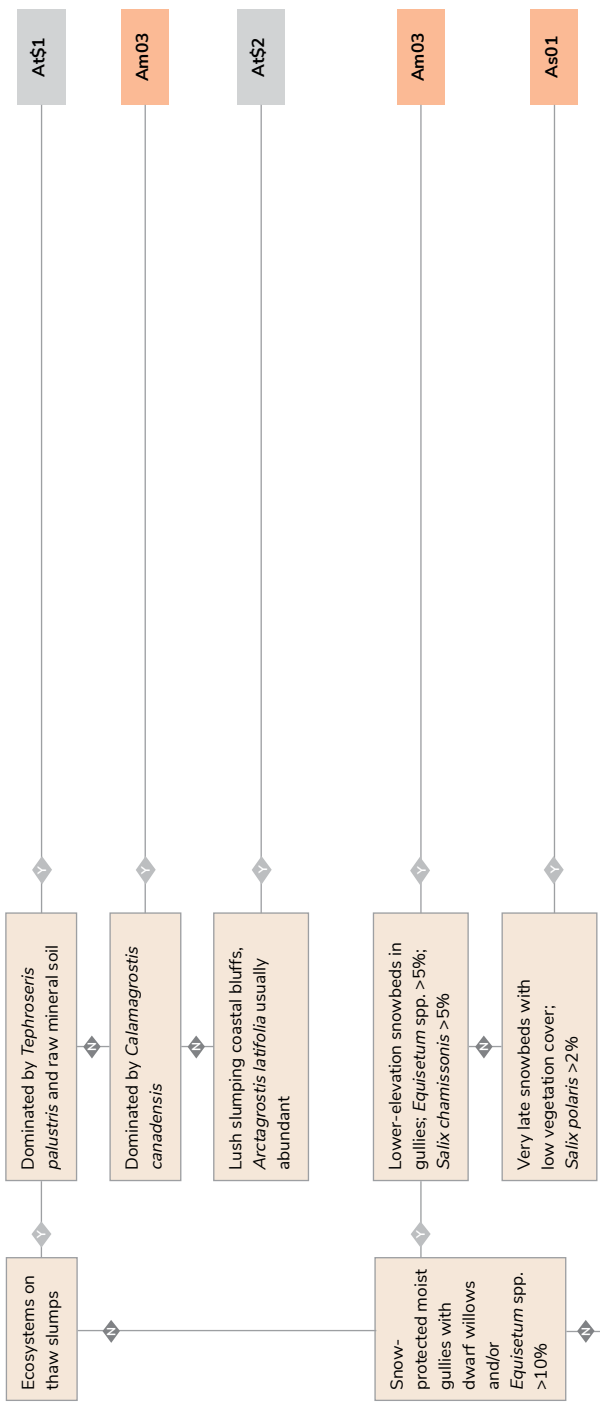 Ecosystems on
thaw slumps
Y
Dominated by Tephroseris
palustris and raw mineral soil
Y
At$1
N
Dominated by Calamagrostis
canadensis
Y
Am03
N
Lush slumping coastal bluffs,
Arctagrostis latifolia usually
abundant
Y
At$2
N
Snow-
protected moist
gullies with
dwarf willows
and/or
Equisetum spp.
>10%
Y
Lower-elevation snowbeds in
gullies; Equisetum spp. >5%;
Salix chamissonis >5%
Y
Am03
N
Very late snowbeds with
low vegetation cover;
Salix polaris >2%
Y
As01
N